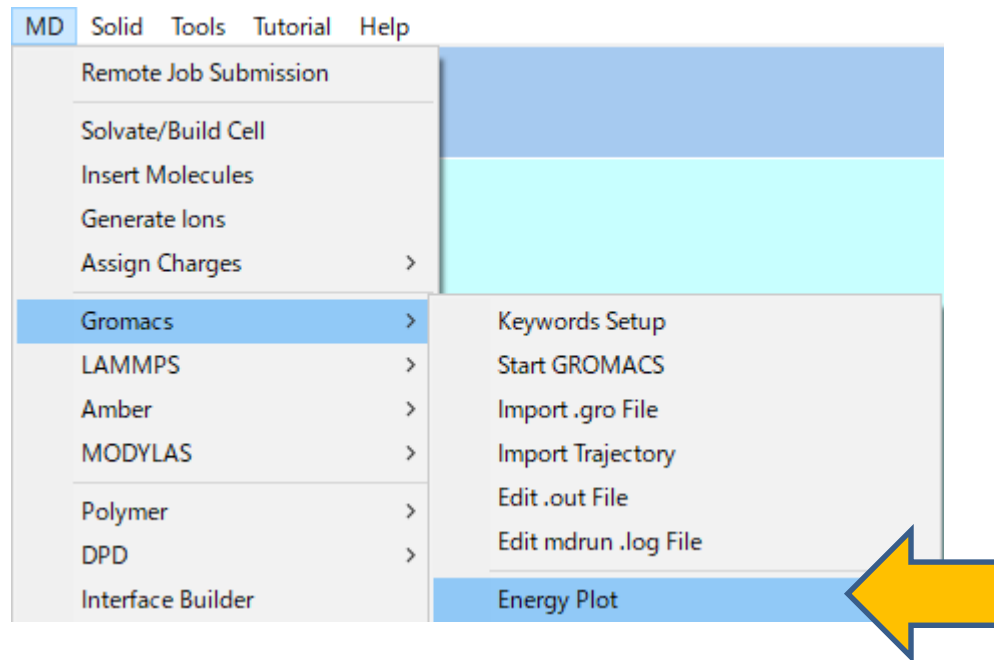 MD Solid Tools Tutorial Help
Remote Job Submission
Solvate/Build Cell
Insert Molecules
Generate Ions
Assign Charges >
Gromacs >
LAMMPS >
Amber >
MODYLAS >
Polymer >
DPD >
Interface Builder
Keywords Setup
Start GROMACS
Import .gro File
Import Trajectory
Edit .out File
Edit mdrun .log File
Energy Plot